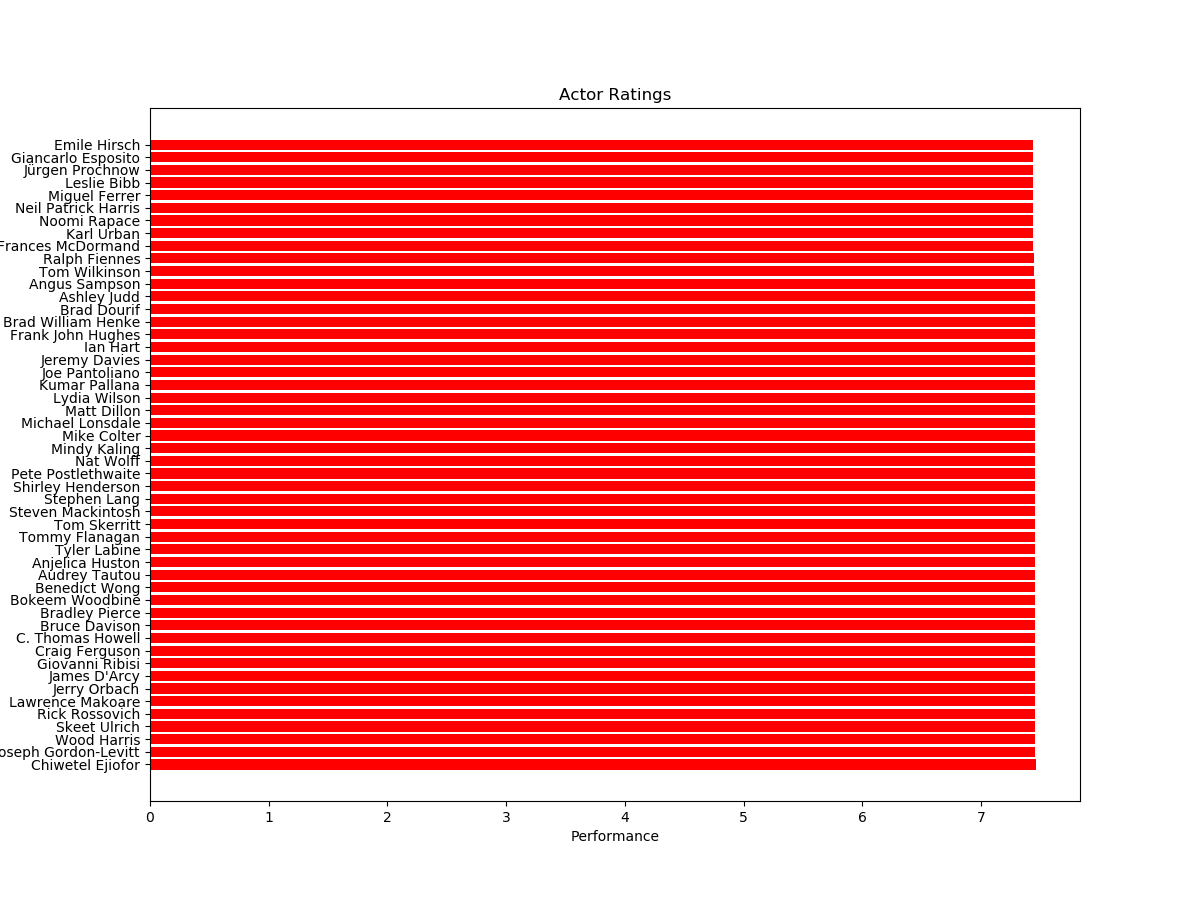 Actor Ratings
Emile Hirsch
Giancarlo Esposito
Jürgen Prochnow
Leslie Bibb
Miguel Ferrer
Neil Patrick Harris
Noomi Rapace
Karl Urban
Frances McDormand
Ralph Fiennes
Tom Wilkinson
Angus Sampson
Ashley Judd
Brad Dourif
Brad William Henke
Frank John Hughes
Ian Hart
Jeremy Davies
Joe Pantoliano
Kumar Pallana
Lydia Wilson
Matt Dillon
Michael Lonsdale
Mike Colter
Mindy Kaling
Nat Wolff
Pete Postlethwaite
Shirley Henderson
Stephen Lang
Steven Mackintosh
Tom Skerritt
Tommy Flanagan
Tyler Labine
Anjelica Huston
Audrey Tautou
Benedict Wong
Bokeem Woodbine
Bradley Pierce
Bruce Davison
C. Thomas Howell
Craig Ferguson
Giovanni Ribisi
James D'Arcy
Jerry Orbach
Lawrence Makoare
Rick Rossovich
Skeet Ulrich
Wood Harris
oseph Gordon-Levitt
Chiwetel Ejiofor
0 1 2 3 4 5 6 7
Performance